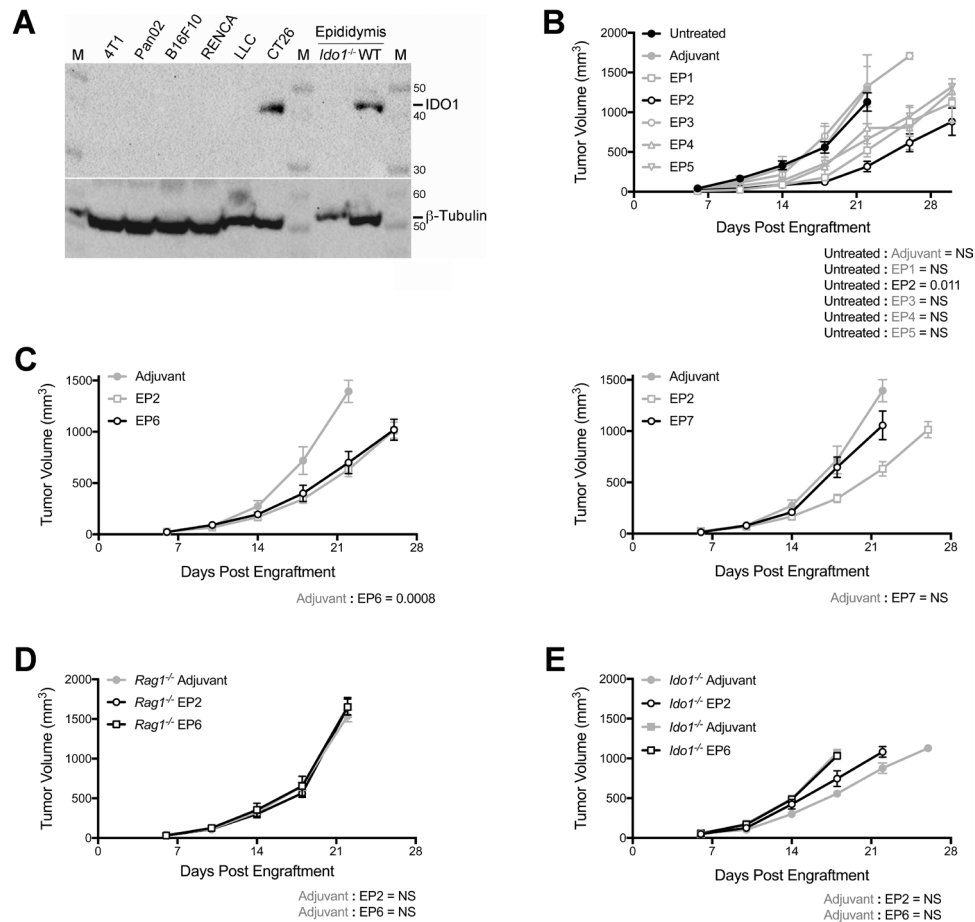 A
4T1
Pan02
B16F10
RENCA
LLC
CT26
Epididymis
M
M
Ido1-/- WT
M
50
IDO1
40
30
60
β-Tubulin
50
B
Untreated
Adjuvant
EP1
EP2
EP3
EP4
EP5
Tumor Volume (mm3)
2000
1500
1000
500
0
0 7 14 21 28
Days Post Engraftment
Untreated : Adjuvant = NS
Untreated : EP1 = NS
Untreated : EP2 = 0.011
Untreated : EP3 = NS
Untreated : EP4 = NS
Untreated : EP5 = NS
C
Adjuvant
EP2
EP6
Tumor Volume (mm3)
1500
1000
500
0
0 7 14 21 28
Days Post Engraftment
Adjuvant : EP6 = 0.0008
Adjuvant
EP2
EP7
Tumor Volume (mm3)
1500
1000
500
0
0 7 14 21 28
Days Post Engraftment
Adjuvant : EP7 = NS
D
Rag1-/- Adjuvant
Rag1-/- EP2
Rag1-/- EP6
Tumor Volume (mm3)
2000
1500
1000
500
0
0 7 14 21 28
Days Post Engraftment
Adjuvant : EP2 = NS
Adjuvant : EP6 = NS
E
Ido1-/- Adjuvant
Ido1-/- EP2
Ido1-/- Adjuvant
Ido1-/- EP6
Tumor Volume (mm3)
2000
1500
1000
500
0
0 7 14 21 28
Days Post Engraftment
Adjuvant : EP2 = NS
Adjuvant : EP6 = NS